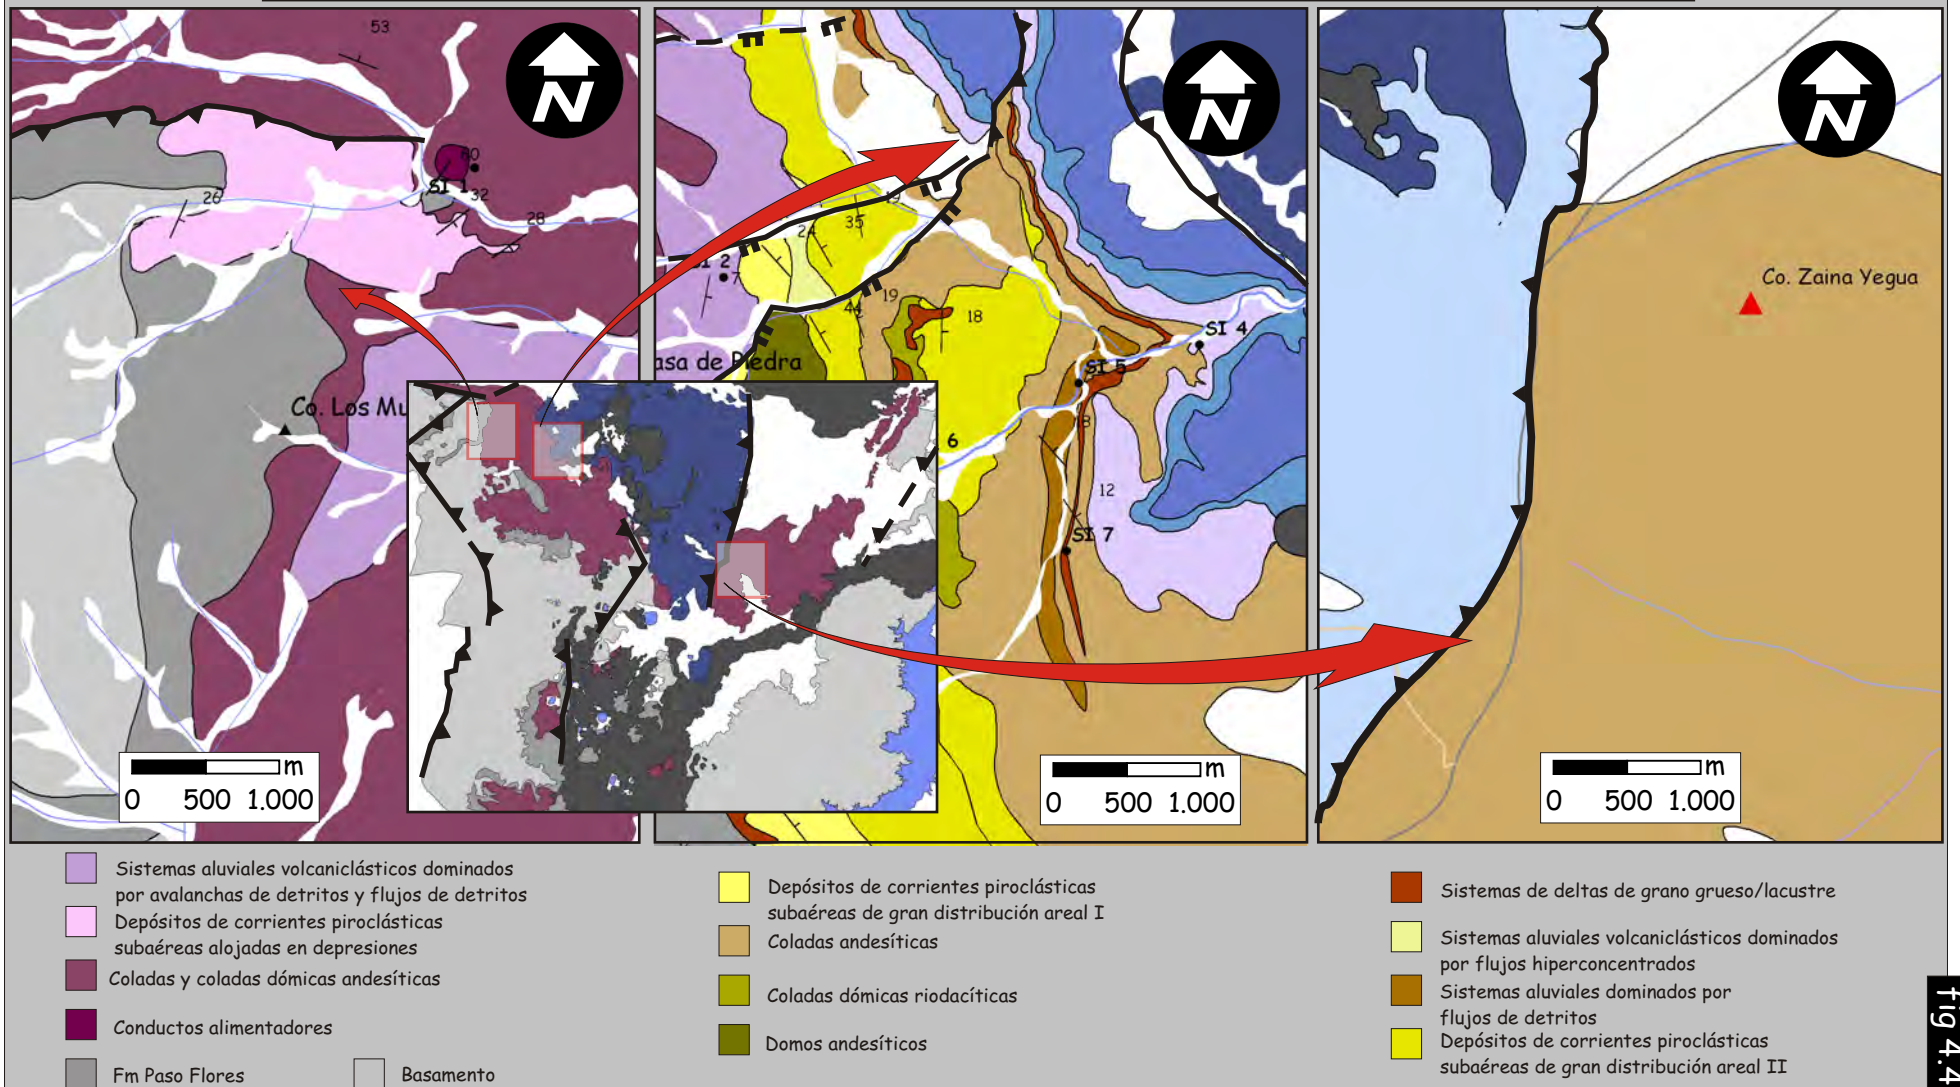 53
N
60
SI 1
32
26
28
Co. Los Mu
0 500 1.000 m
N
19
35
24
SI 2
7
44
19
18
asa de Piedra
SI 4
SI 5
18
6
12
SI 7
0 500 1.000 m
N
Co. Zaina Yegua
0 500 1.000 m
Sistemas aluviales volcaniclásticos dominados
por avalanchas de detritos y flujos de detritos
Depósitos de corrientes piroclásticas
subaéreas alojadas en depresiones
Coladas y coladas dómicas andesíticas
Conductos alimentadores
Fm Paso Flores
Basamento
Depósitos de corrientes piroclásticas
subaéreas de gran distribución areal I
Coladas andesíticas
Coladas dómicas riodacíticas
Domos andesíticos
Sistemas de deltas de grano grueso/lacustre
Sistemas aluviales volcaniclásticos dominados
por flujos hiperconcentrados
Sistemas aluviales dominados por
flujos de detritos
Depósitos de corrientes piroclásticas
subaéreas de gran distribución areal II
fig 4.4